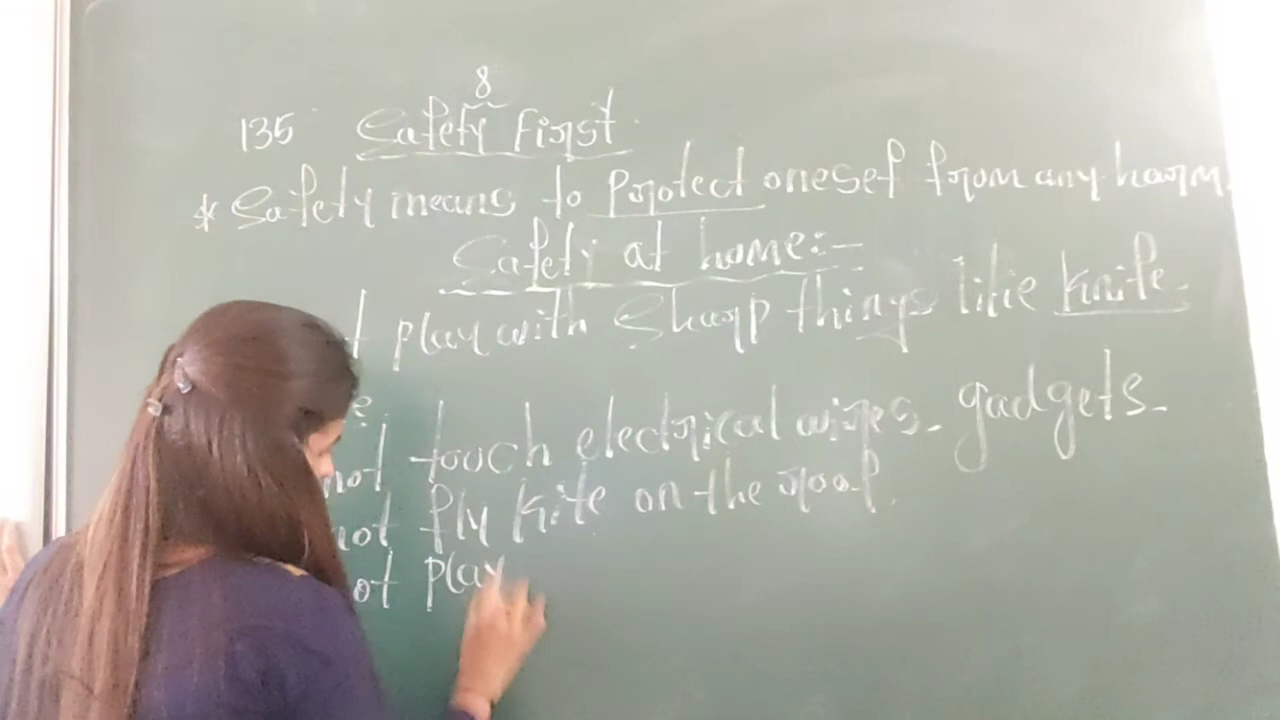 8
135 Safety First.
* Safety means to Protect onesef from any harm.
Safety at home:-
t play with Sharp things like knife.
e
not touch electrical wires. gadgets.
not fly kite on the roof.
ot play